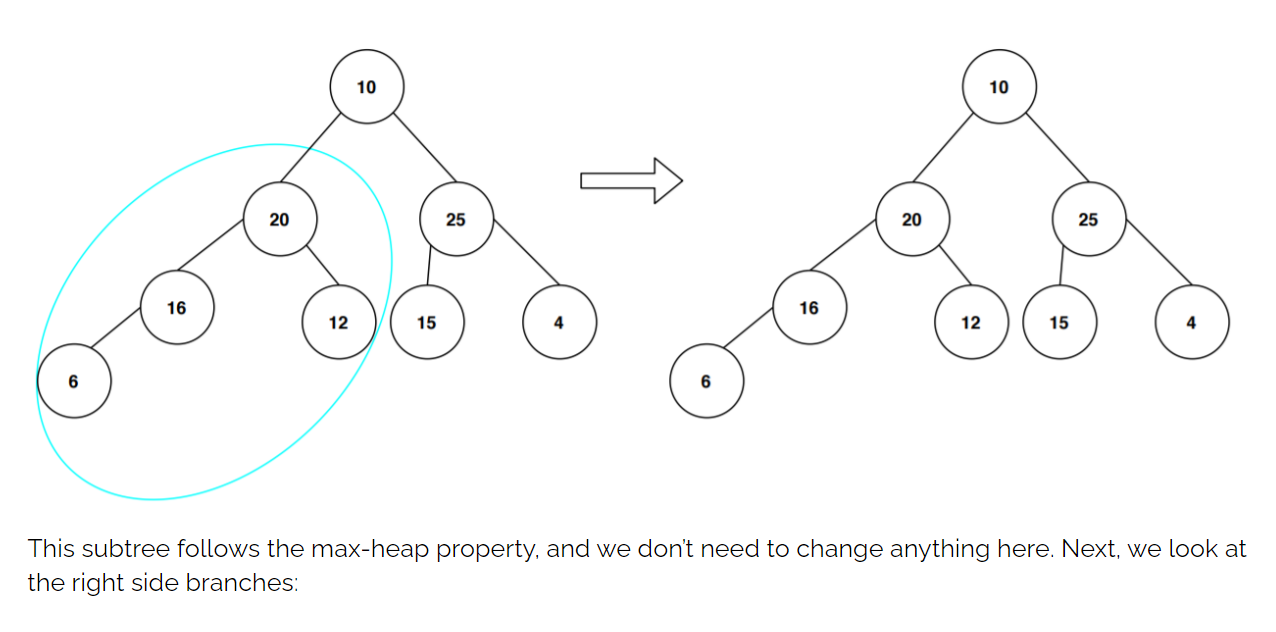 10 10
20 25 20 25
16 16
12 15 4 12 15 4
6 6
This subtree follows the max-heap property, and we don't need to change anything here. Next, we look at
the right side branches: